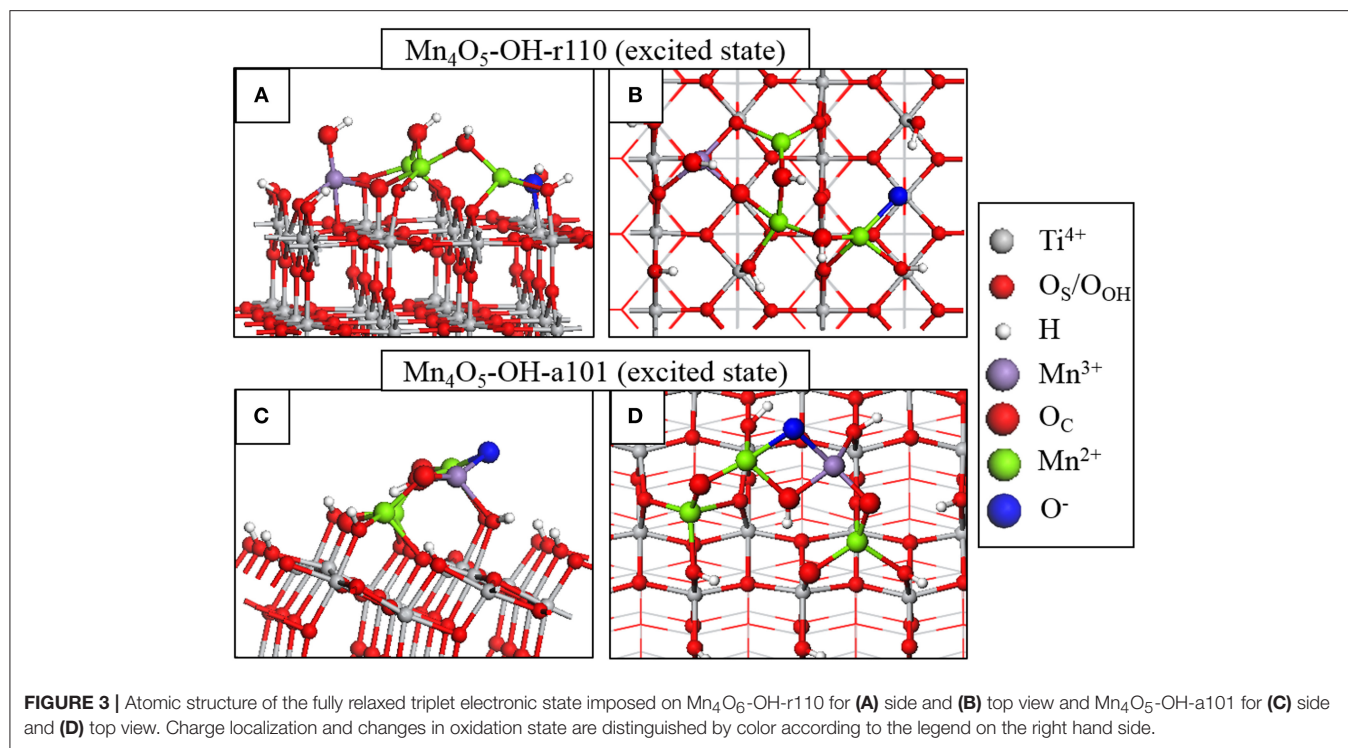 Mn₄O₅-OH-r110 (excited state)
A
B
Mn₄O₅-OH-a101 (excited state)
C
D
Ti⁴⁺
O_S/O_OH
H
Mn³⁺
O_C
Mn²⁺
O⁻
FIGURE 3 | Atomic structure of the fully relaxed triplet electronic state imposed on Mn₄O₆-OH-r110 for (A) side and (B) top view and Mn₄O₅-OH-a101 for (C) side
and (D) top view. Charge localization and changes in oxidation state are distinguished by color according to the legend on the right hand side.